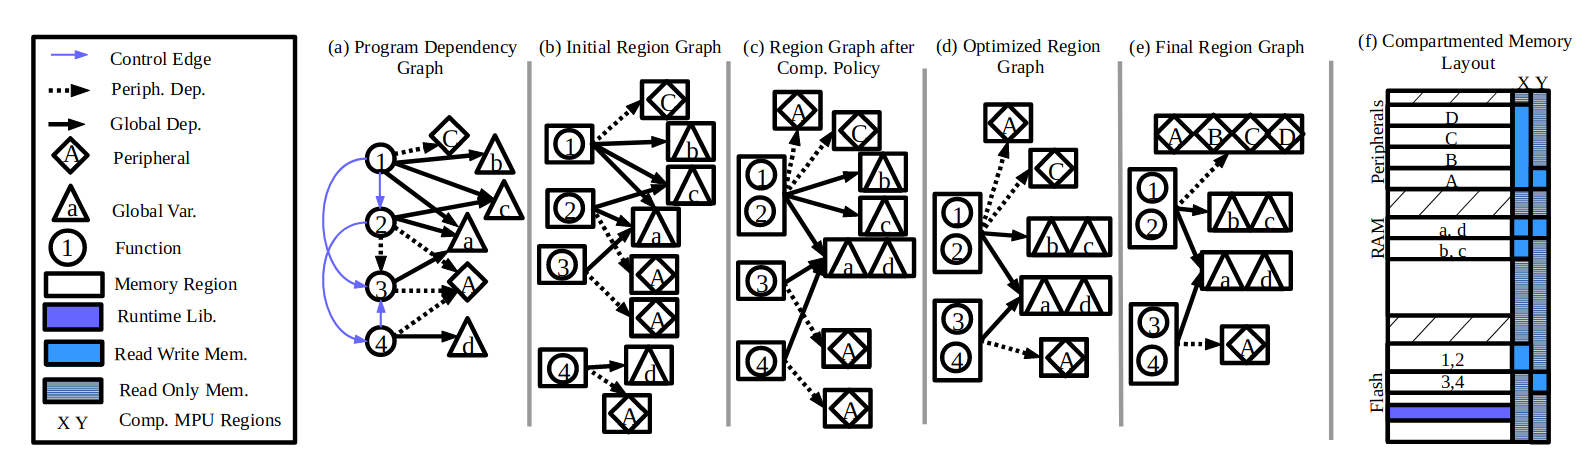 Control Edge
Periph. Dep.
Global Dep.
A Peripheral
a Global Var.
1 Function
Memory Region
Runtime Lib.
Read Write Mem.
Read Only Mem.
X Y Comp. MPU Regions
(a) Program Dependency
Graph
C
1
b
c
2
a
3
A
4
d
(b) Initial Region Graph
C
1
b
c
2
a
3
A
A
4
d
A
(c) Region Graph after
Comp. Policy
A
C
1
2
b
c
3
a d
4
A
A
(d) Optimized Region
Graph
A
C
1
2
b c
a d
3
4
A
(e) Final Region Graph
A B C D
1
2
b c
a d
3
4
A
(f) Compartmented Memory
Layout
X Y
Peripherals
D
C
B
A
RAM
a, d
b, c
Flash
1,2
3,4